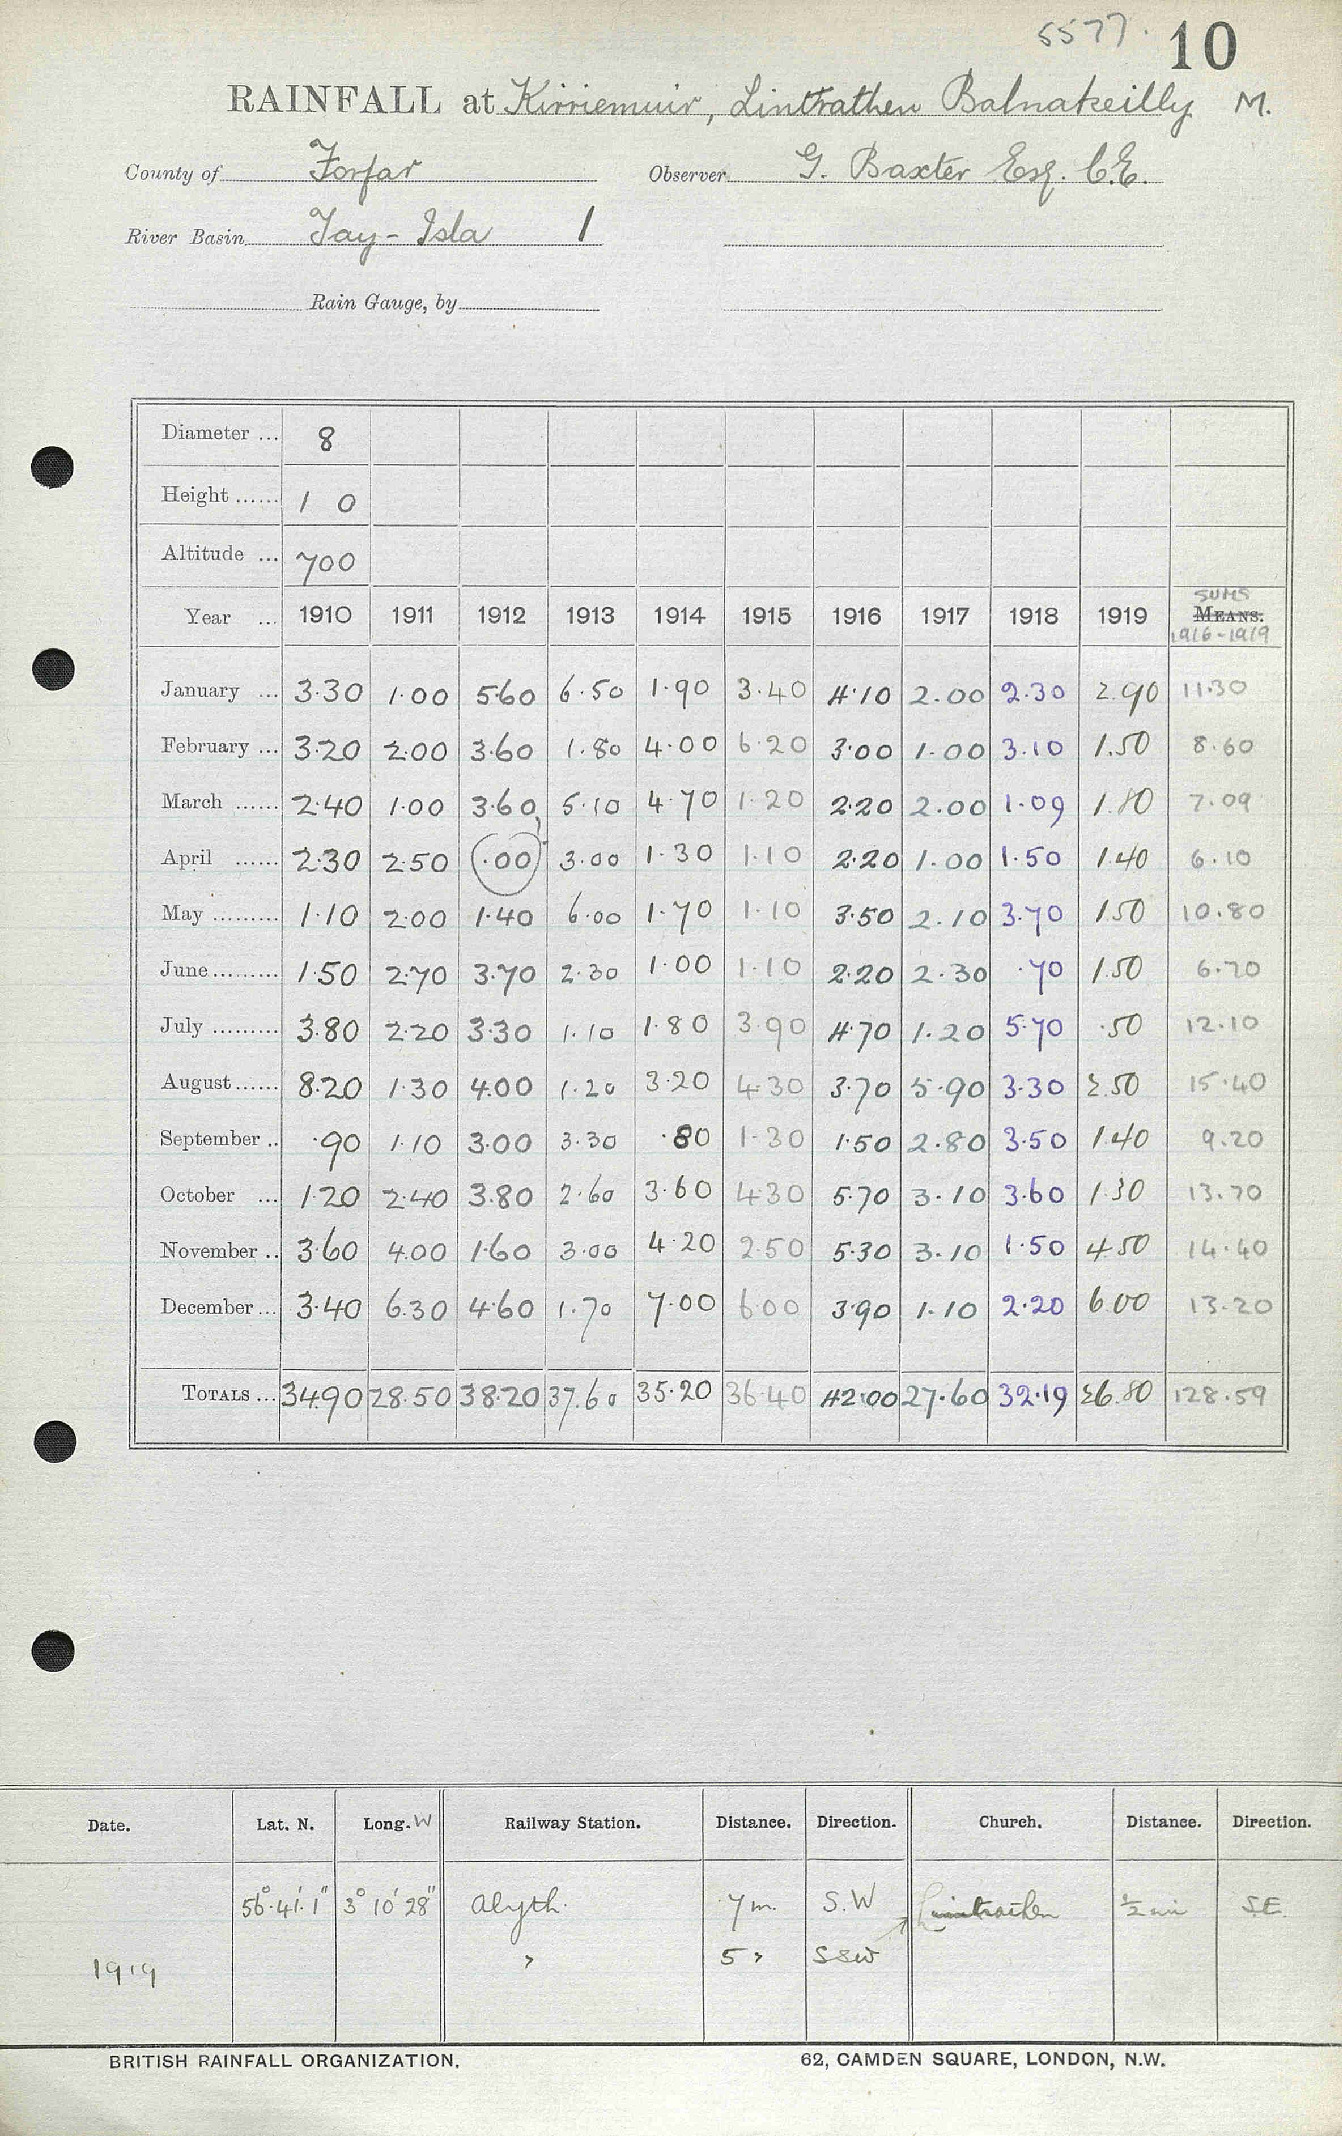 5577. 10
RAINFALL at Kirriemuir, Lintrathen Balnakeilly M.
County of Forfar Observer G. Baxter Esq. C.E.
River Basin Tay - Isla 1
Rain Gauge, by
Diameter ... 8
Height ...... 1 0
Altitude ... 700
SUMS
Year ... 1910 1911 1912 1913 1914 1915 1916 1917 1918 1919 MEANS.
1916-1919
January ... 3.30 1.00 5.60 6.50 1.90 3.40 4.10 2.00 2.30 2.90 11.30
February ... 3.20 2.00 3.60 1.80 4.00 6.20 3.00 1.00 3.10 1.50 8.60
March ...... 2.40 1.00 3.60 5.10 4.70 1.20 2.20 2.00 1.09 1.80 7.09
April ...... 2.30 2.50 .00 3.00 1.30 1.10 2.20 1.00 1.50 1.40 6.10
May ......... 1.10 2.00 1.40 6.00 1.70 1.10 3.50 2.10 3.70 1.50 10.80
June ......... 1.50 2.70 3.70 2.30 1.00 1.10 2.20 2.30 .70 1.50 6.70
July ......... 3.80 2.20 3.30 1.10 1.80 3.90 4.70 1.20 5.70 .50 12.10
August ...... 8.20 1.30 4.00 1.20 3.20 4.30 3.70 5.90 3.30 2.50 15.40
September .. .90 1.10 3.00 3.30 .80 1.30 1.50 2.80 3.50 1.40 9.20
October ... 1.20 2.40 3.80 2.60 3.60 4.30 5.70 3.10 3.60 1.30 13.70
November .. 3.60 4.00 1.60 3.00 4.20 2.50 5.30 3.10 1.50 4.50 14.40
December ... 3.40 6.30 4.60 1.70 7.00 6.00 3.90 1.10 2.20 6.00 13.20
TOTALS ... 34.90 28.50 38.20 37.60 35.20 36.40 42.00 27.60 32.19 26.80 128.59
Date. Lat. N. Long. W Railway Station. Distance. Direction. Church. Distance. Direction.
56° 41' 1" 3° 10' 28" Alyth. 7 m. S.W Lintrathen ½ mi S.E.
1919 " 5 " SSW
BRITISH RAINFALL ORGANIZATION. 62, CAMDEN SQUARE, LONDON, N.W.